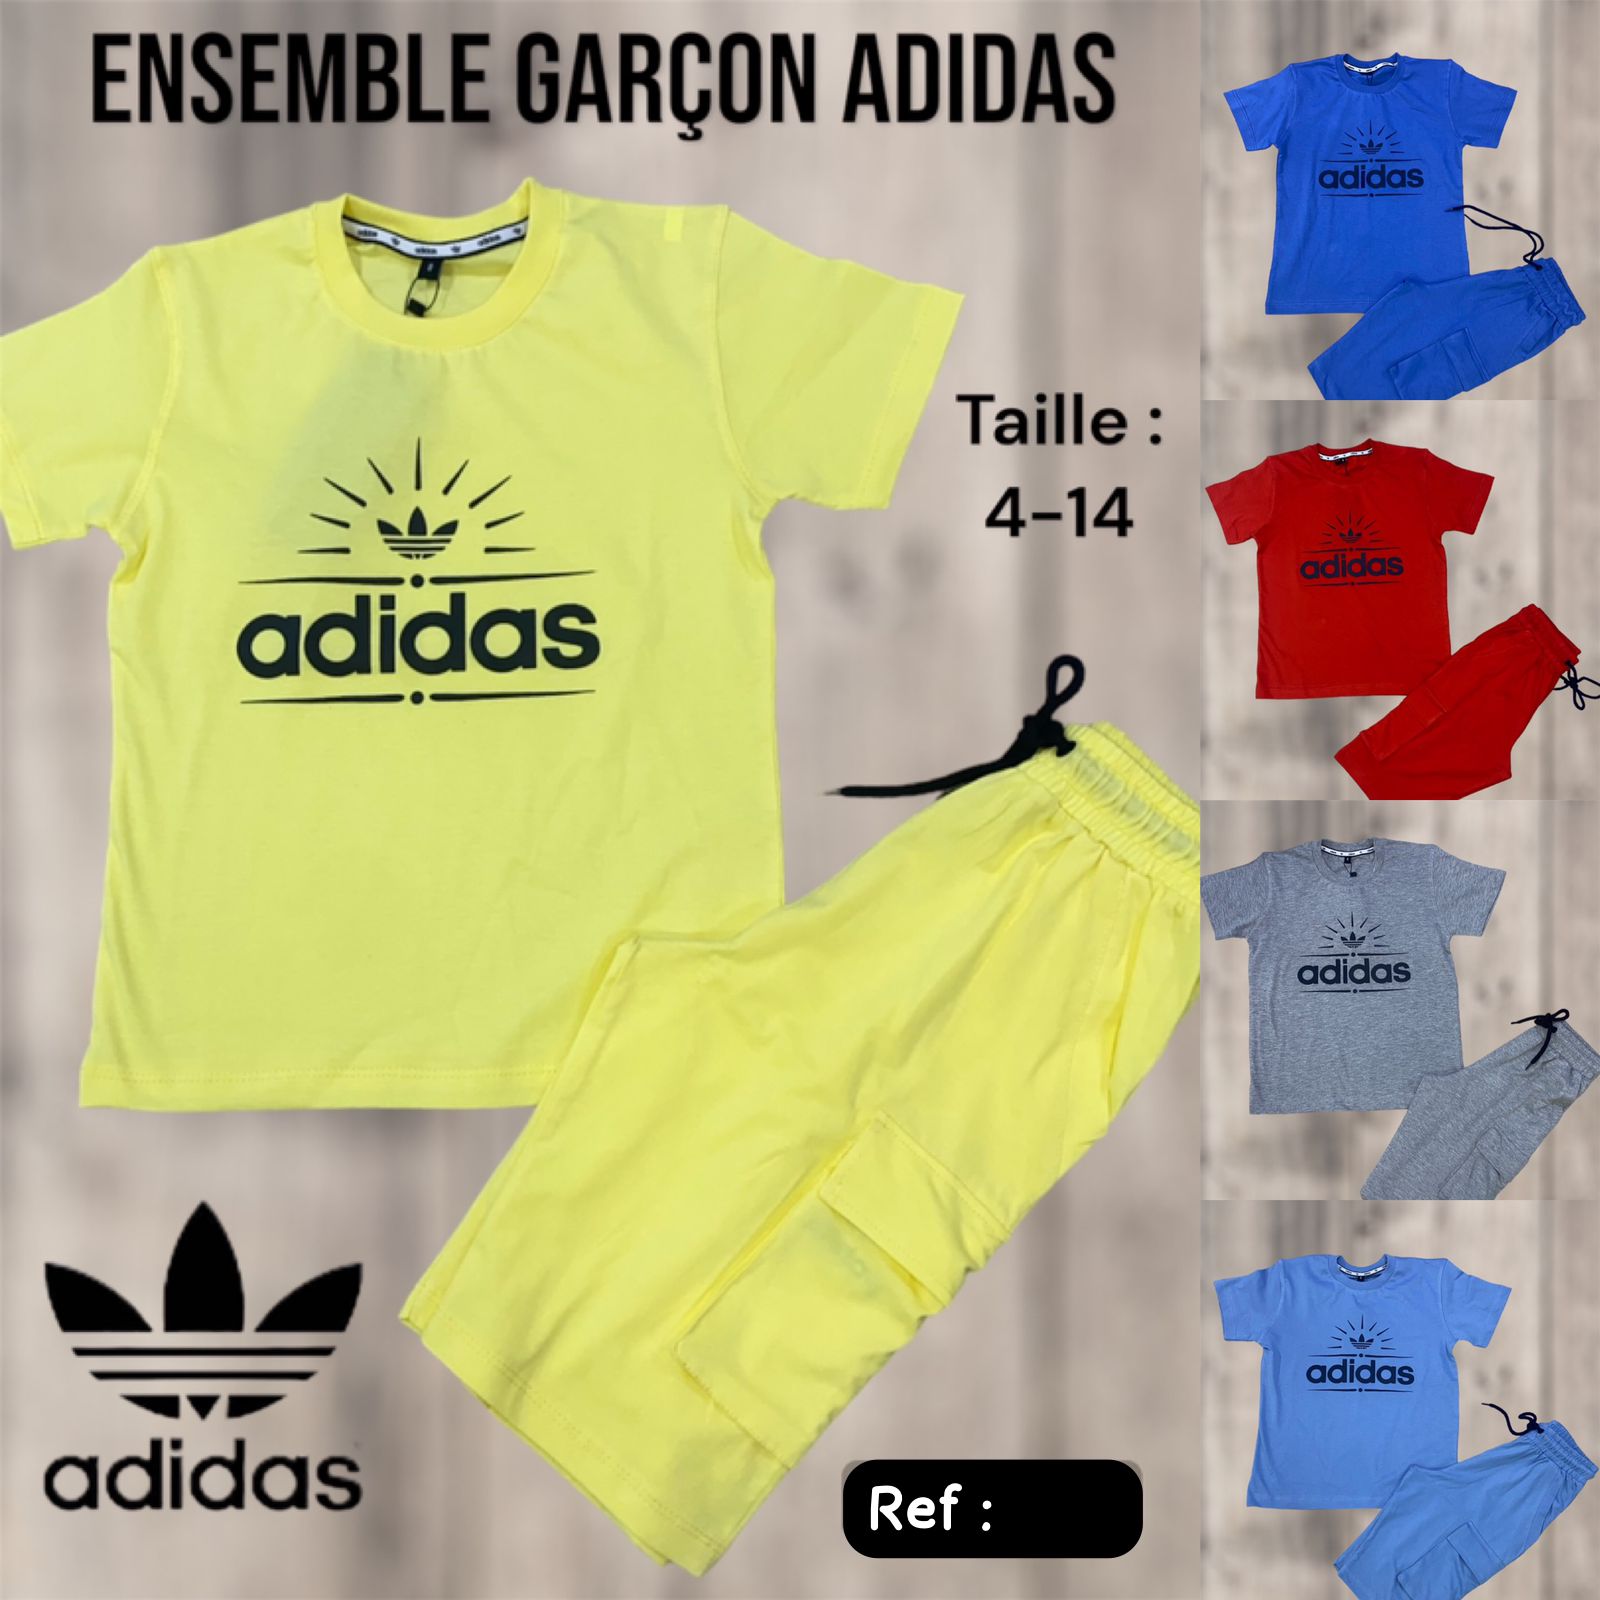 ENSEMBLE GARÇON ADIDAS
adidas
Taille :
4-14
adidas
Ref :
adidas
adidas
adidas
adidas